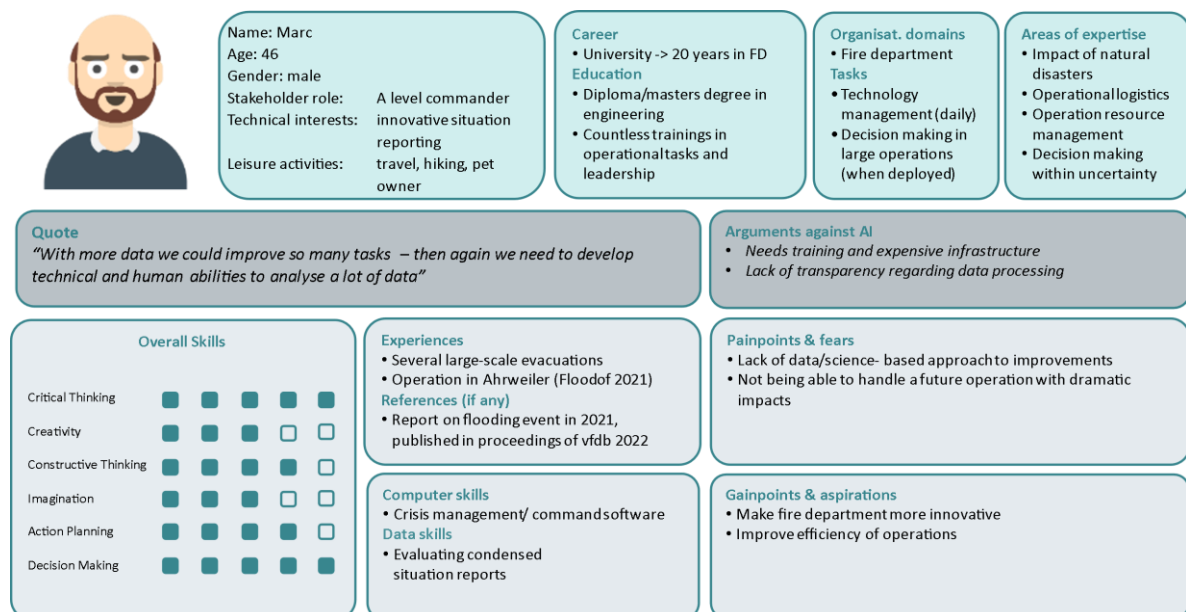 Name: Marc
Age: 46
Gender: male
Stakeholder role: A level commander
Technical interests: innovative situation
reporting
Leisure activities: travel, hiking, pet
owner
Career
• University -> 20 years in FD
Education
• Diploma/masters degree in
engineering
• Countless trainings in
operational tasks and
leadership
Organisat. domains
• Fire department
Tasks
• Technology
management (daily)
• Decision making in
large operations
(when deployed)
Areas of expertise
• Impact of natural
disasters
• Operational logistics
• Operation resource
management
• Decision making
within uncertainty
Quote
“With more data we could improve so many tasks – then again we need to develop
technical and human abilities to analyse a lot of data”
Arguments against AI
• Needs training and expensive infrastructure
• Lack of transparency regarding data processing
Overall Skills
Critical Thinking
Creativity
Constructive Thinking
Imagination
Action Planning
Decision Making
Experiences
• Several large-scale evacuations
• Operation in Ahrweiler (Floodof 2021)
References (if any)
• Report on flooding event in 2021,
published in proceedings of vfdb 2022
Computer skills
• Crisis management/ command software
Data skills
• Evaluating condensed
situation reports
Painpoints & fears
• Lack of data/science- based approach to improvements
• Not being able to handle a future operation with dramatic
impacts
Gainpoints & aspirations
• Make fire department more innovative
• Improve efficiency of operations